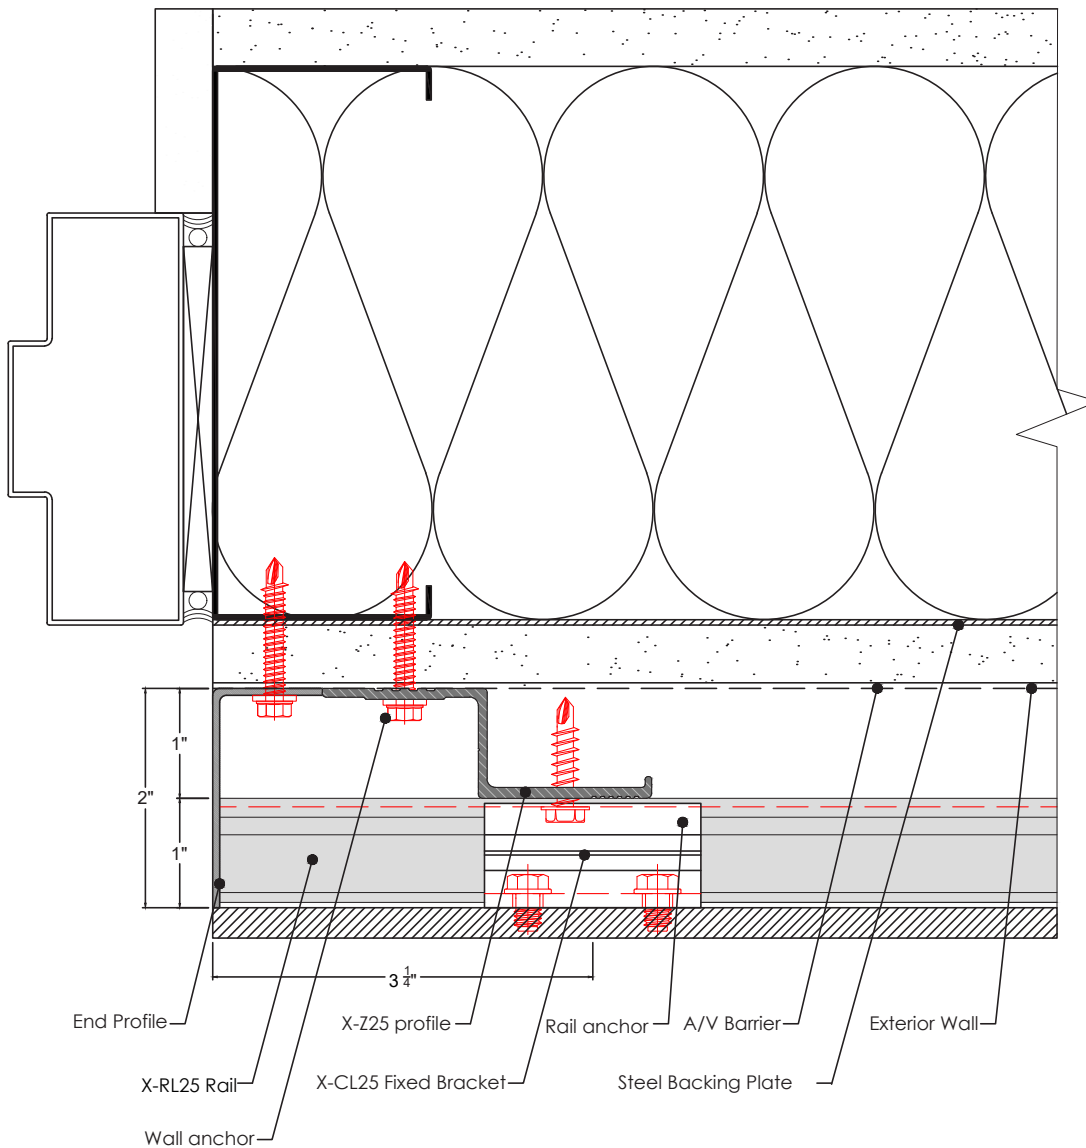 1"
2"
1"
3 1/4"
End Profile
X-Z25 profile
Rail anchor
A/V Barrier
Exterior Wall
X-RL25 Rail
X-CL25 Fixed Bracket
Steel Backing Plate
Wall anchor